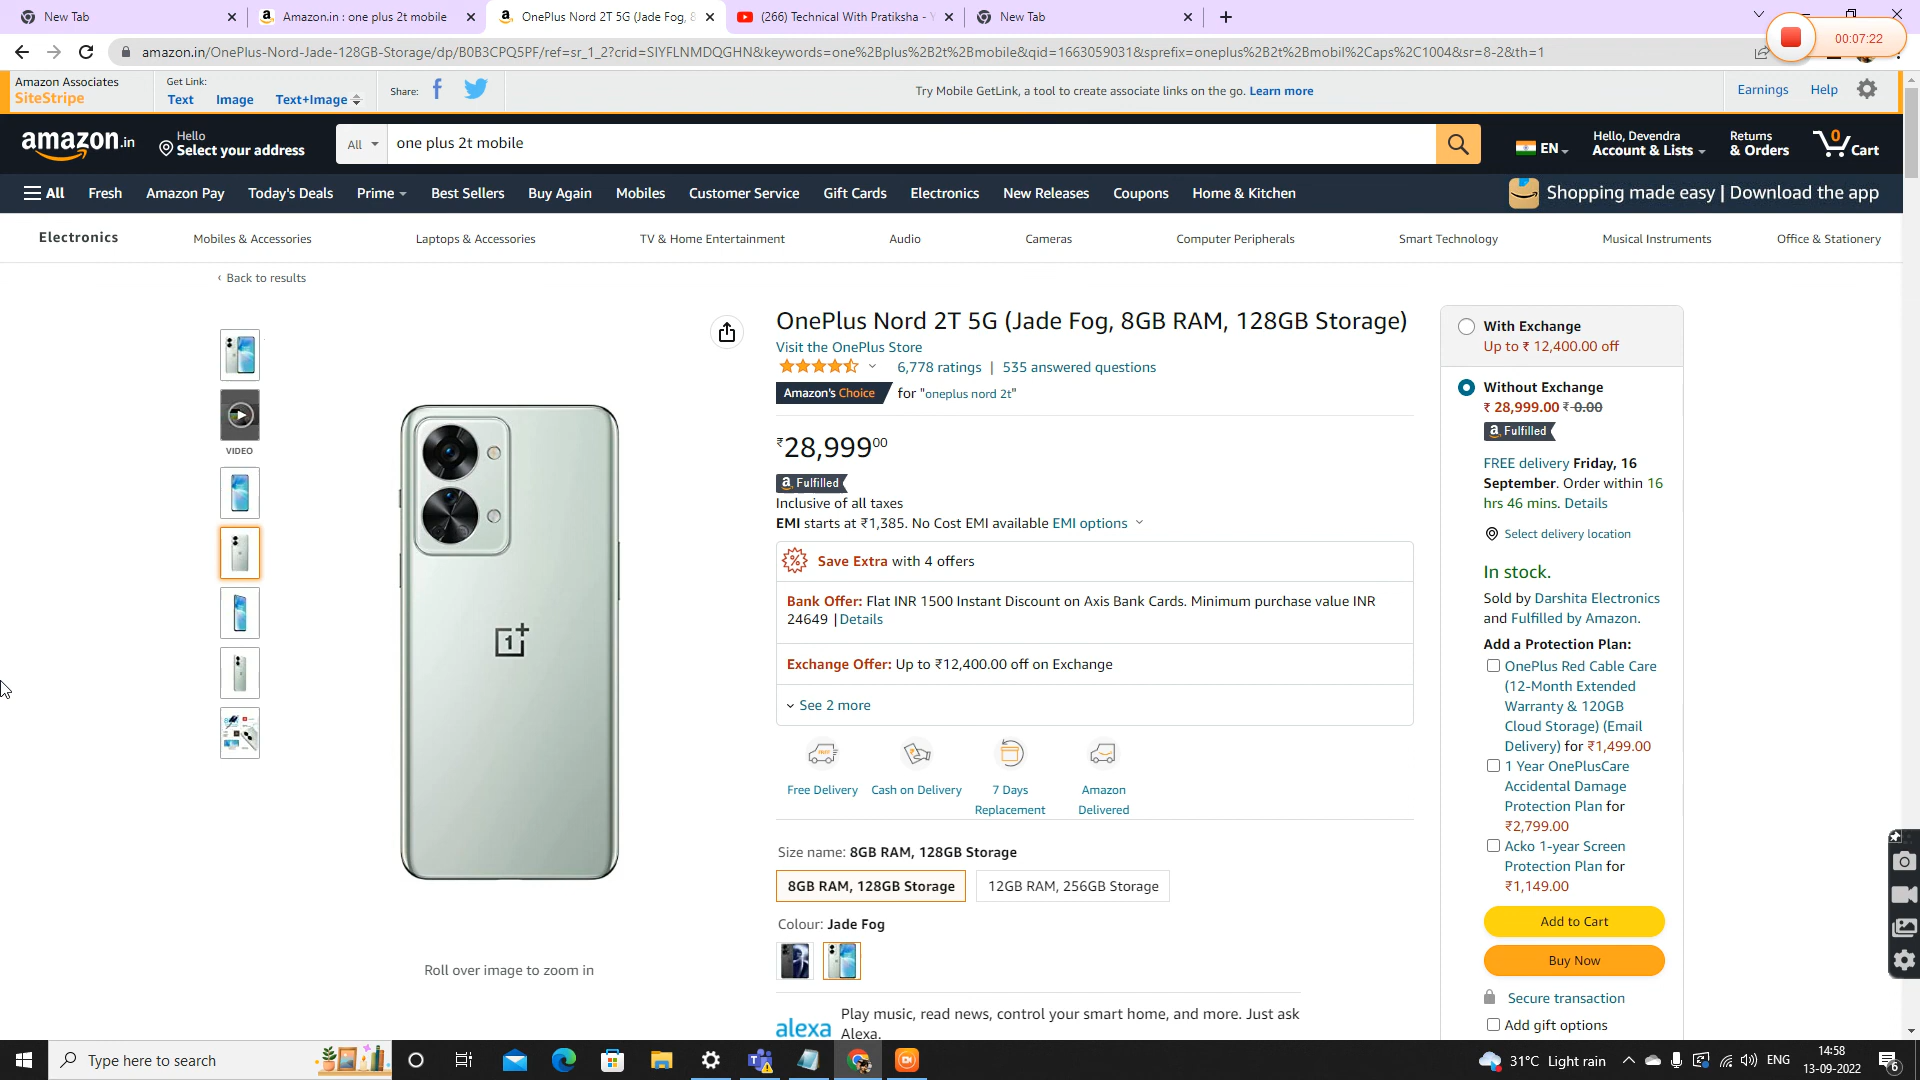 New Tab
Amazon.in : one plus 2t mobile
OnePlus Nord 2T 5G (Jade Fog, 8
(266) Technical With Pratiksha - Y
New Tab
amazon.in/OnePlus-Nord-Jade-128GB-Storage/dp/B0B3CPQ5PF/ref=sr_1_2?crid=SIYFLNMDQGHN&keywords=one%2Bplus%2B2t%2Bmobile&qid=1663059031&sprefix=oneplus%2B2t%2Bmobil%2Caps%2C1004&sr=8-2&th=1
00:07:22
Amazon Associates
SiteStripe
Get Link:
Text Image Text+Image
Share:
Try Mobile GetLink, a tool to create associate links on the go. Learn more
Earnings Help
amazon.in
Hello
Select your address
All
one plus 2t mobile
EN
Hello, Devendra
Account & Lists
Returns
& Orders
0
Cart
All Fresh Amazon Pay Today's Deals Prime Best Sellers Buy Again Mobiles Customer Service Gift Cards Electronics New Releases Coupons Home & Kitchen
Shopping made easy | Download the app
Electronics Mobiles & Accessories Laptops & Accessories TV & Home Entertainment Audio Cameras Computer Peripherals Smart Technology Musical Instruments Office & Stationery
‹ Back to results
VIDEO
Roll over image to zoom in
OnePlus Nord 2T 5G (Jade Fog, 8GB RAM, 128GB Storage)
Visit the OnePlus Store
6,778 ratings | 535 answered questions
Amazon's Choice for "oneplus nord 2t"
₹28,99900
a Fulfilled
Inclusive of all taxes
EMI starts at ₹1,385. No Cost EMI available EMI options
Save Extra with 4 offers
Bank Offer: Flat INR 1500 Instant Discount on Axis Bank Cards. Minimum purchase value INR
24649 |Details
Exchange Offer: Up to ₹12,400.00 off on Exchange
See 2 more
Free Delivery
Cash on Delivery
7 Days
Replacement
Amazon
Delivered
Size name: 8GB RAM, 128GB Storage
8GB RAM, 128GB Storage
12GB RAM, 256GB Storage
Colour: Jade Fog
alexa
Play music, read news, control your smart home, and more. Just ask
Alexa.
With Exchange
Up to ₹ 12,400.00 off
Without Exchange
₹ 28,999.00 ₹ 0.00
a Fulfilled
FREE delivery Friday, 16
September. Order within 16
hrs 46 mins. Details
Select delivery location
In stock.
Sold by Darshita Electronics
and Fulfilled by Amazon.
Add a Protection Plan:
OnePlus Red Cable Care
(12-Month Extended
Warranty & 120GB
Cloud Storage) (Email
Delivery) for ₹1,499.00
1 Year OnePlusCare
Accidental Damage
Protection Plan for
₹2,799.00
Acko 1-year Screen
Protection Plan for
₹1,149.00
Add to Cart
Buy Now
Secure transaction
Add gift options
Type here to search
31°C Light rain
ENG
14:58
13-09-2022
6